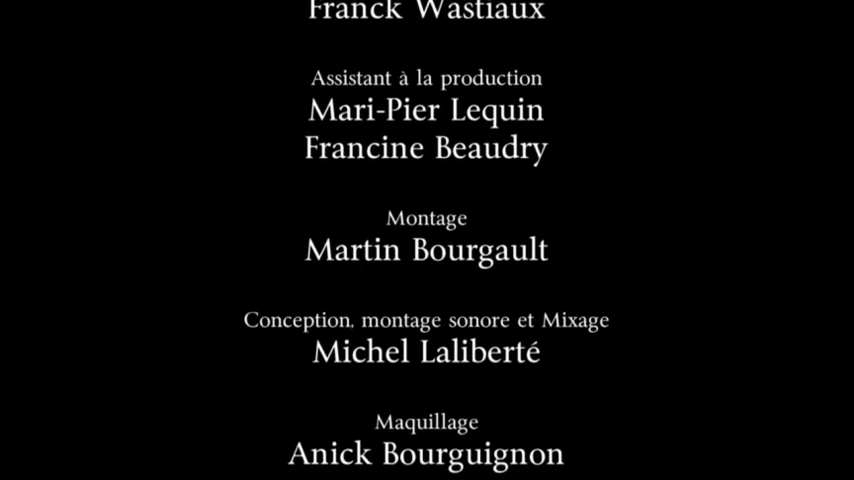 Franck Wastiaux
Assistant à la production
Mari-Pier Lequin
Francine Beaudry
Montage
Martin Bourgault
Conception, montage sonore et Mixage
Michel Laliberté
Maquillage
Anick Bourguignon